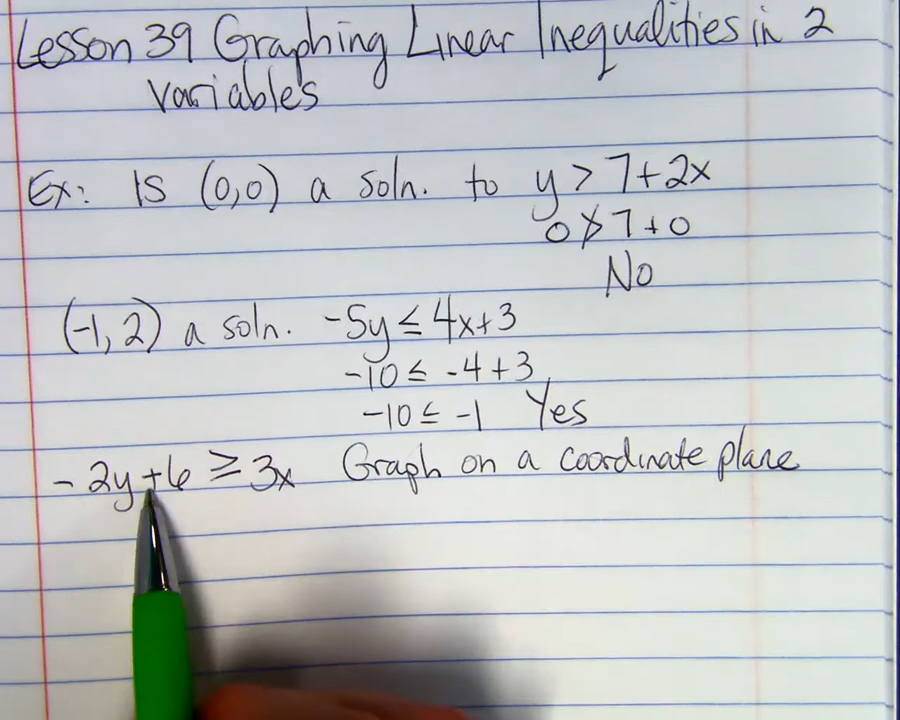 Lesson 39 Graphing Linear Inequalities in 2
variables
Ex: Is (0,0) a soln. to y > 7+2x
0 ≯ 7+0
No
(-1,2) a soln. -5y ≤ 4x+3
-10 ≤ -4+3
-10 ≤ -1 Yes
-2y+6 ≥ 3x Graph on a coordinate plane